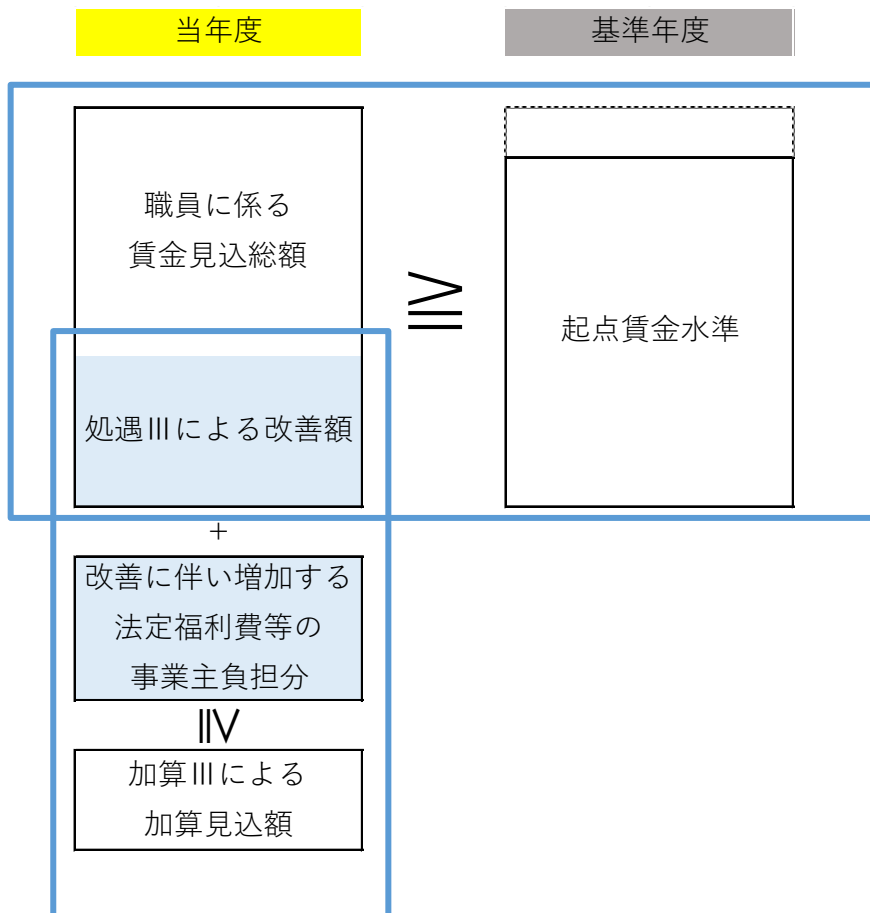 当年度
基準年度
職員に係る
賃金見込総額
≧
起点賃金水準
処遇Ⅲによる改善額
+
改善に伴い増加する
法定福利費等の
事業主負担分
≧
加算Ⅲによる
加算見込額